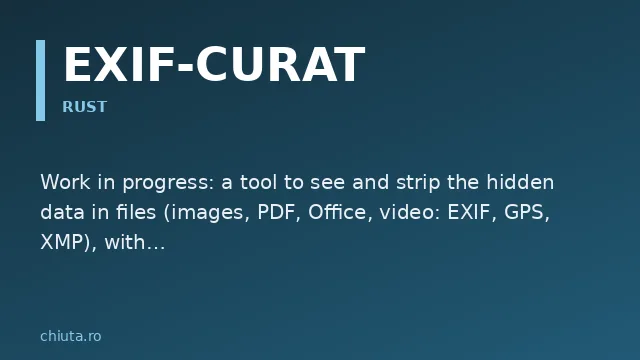 EXIF-CURAT
RUST
Work in progress: a tool to see and strip the hidden
data in files (images, PDF, Office, video: EXIF, GPS,
XMP), with…
chiuta.ro